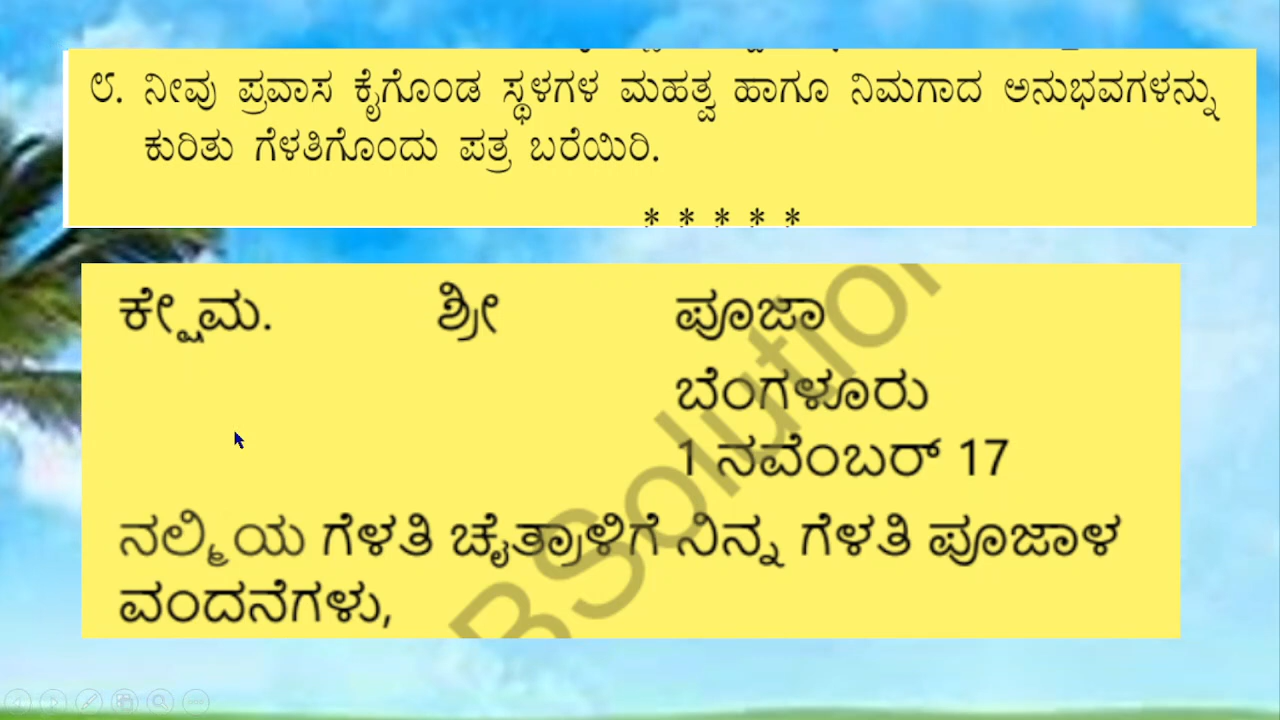 ೮. ನೀವು ಪ್ರವಾಸ ಕೈಗೊಂಡ ಸ್ಥಳಗಳ ಮಹತ್ವ ಹಾಗೂ ನಿಮಗಾದ ಅನುಭವಗಳನ್ನು
ಕುರಿತು ಗೆಳತಿಗೊಂದು ಪತ್ರ ಬರೆಯಿರಿ.
* * * * *
ಕ್ಷೇಮ. ಶ್ರೀ ಪೂಜಾ
ಬೆಂಗಳೂರು
1 ನವೆಂಬರ್ 17
ನಲ್ಮಿಯ ಗೆಳತಿ ಚೈತ್ರಾಳಿಗೆ ನಿನ್ನ ಗೆಳತಿ ಪೂಜಾಳ
ವಂದನೆಗಳು,
BSolution